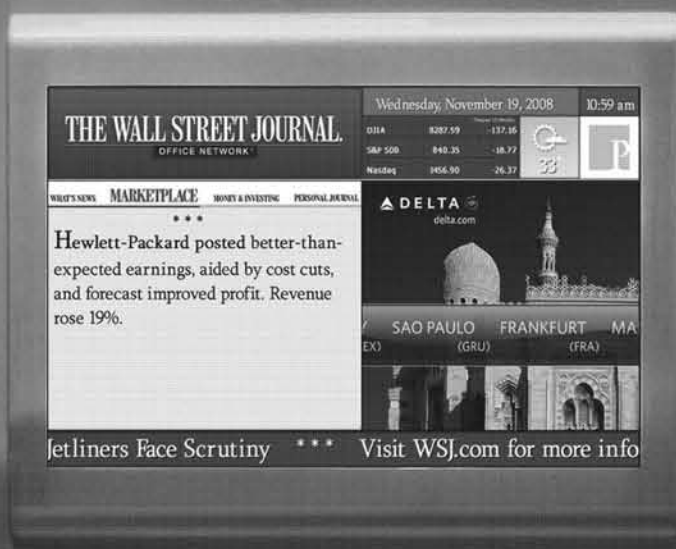 THE WALL STREET JOURNAL.
OFFICE NETWORK
Wednesday, November 19, 2008 10:59 am
DJIA 8287.59 -137.16
S&P 500 840.35 -18.77
Nasdaq 1456.90 -26.37
33°
P
WHAT'S NEWS MARKETPLACE MONEY & INVESTING PERSONAL JOURNAL
* * *
Hewlett-Packard posted better-than-
expected earnings, aided by cost cuts,
and forecast improved profit. Revenue
rose 19%.
DELTA
delta.com
Y SAO PAULO FRANKFURT MA
EX) (GRU) (FRA)
Jetliners Face Scrutiny * * * Visit WSJ.com for more info